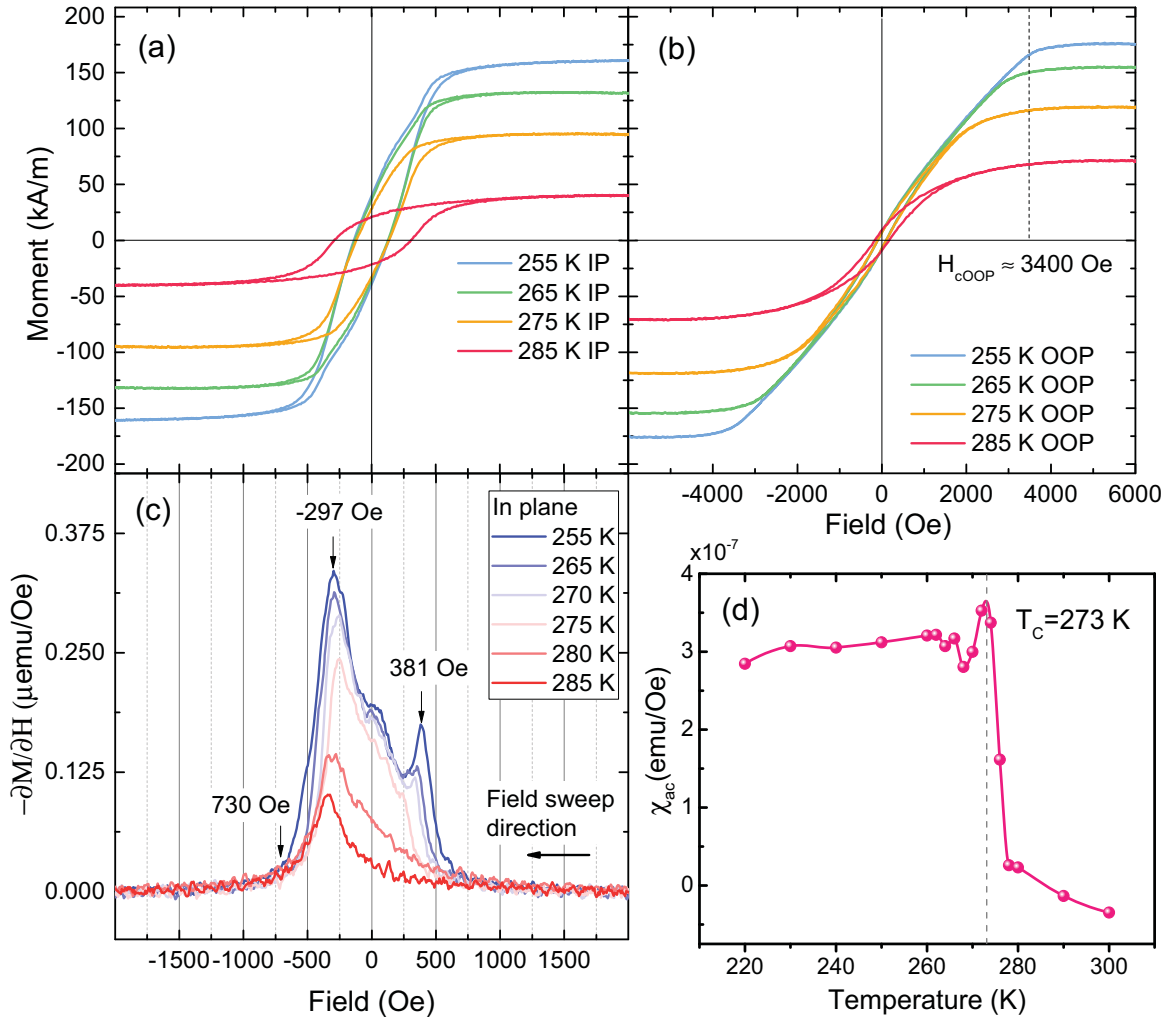 (a)
Moment (kA/m)
200
150
100
50
0
-50
-100
-150
-200
255 K IP
265 K IP
275 K IP
285 K IP
(b)
H_cOOP ≈ 3400 Oe
255 K OOP
265 K OOP
275 K OOP
285 K OOP
-4000 -2000 0 2000 4000 6000
Field (Oe)
(c)
-297 Oe
In plane
255 K
265 K
270 K
275 K
280 K
285 K
381 Oe
730 Oe
Field sweep
direction
−∂M/∂H (μemu/Oe)
0.375
0.250
0.125
0.000
-1500 -1000 -500 0 500 1000 1500
Field (Oe)
x10⁻⁷
(d)
T_C=273 K
χ_ac(emu/Oe)
4
3
2
1
0
220 240 260 280 300
Temperature (K)